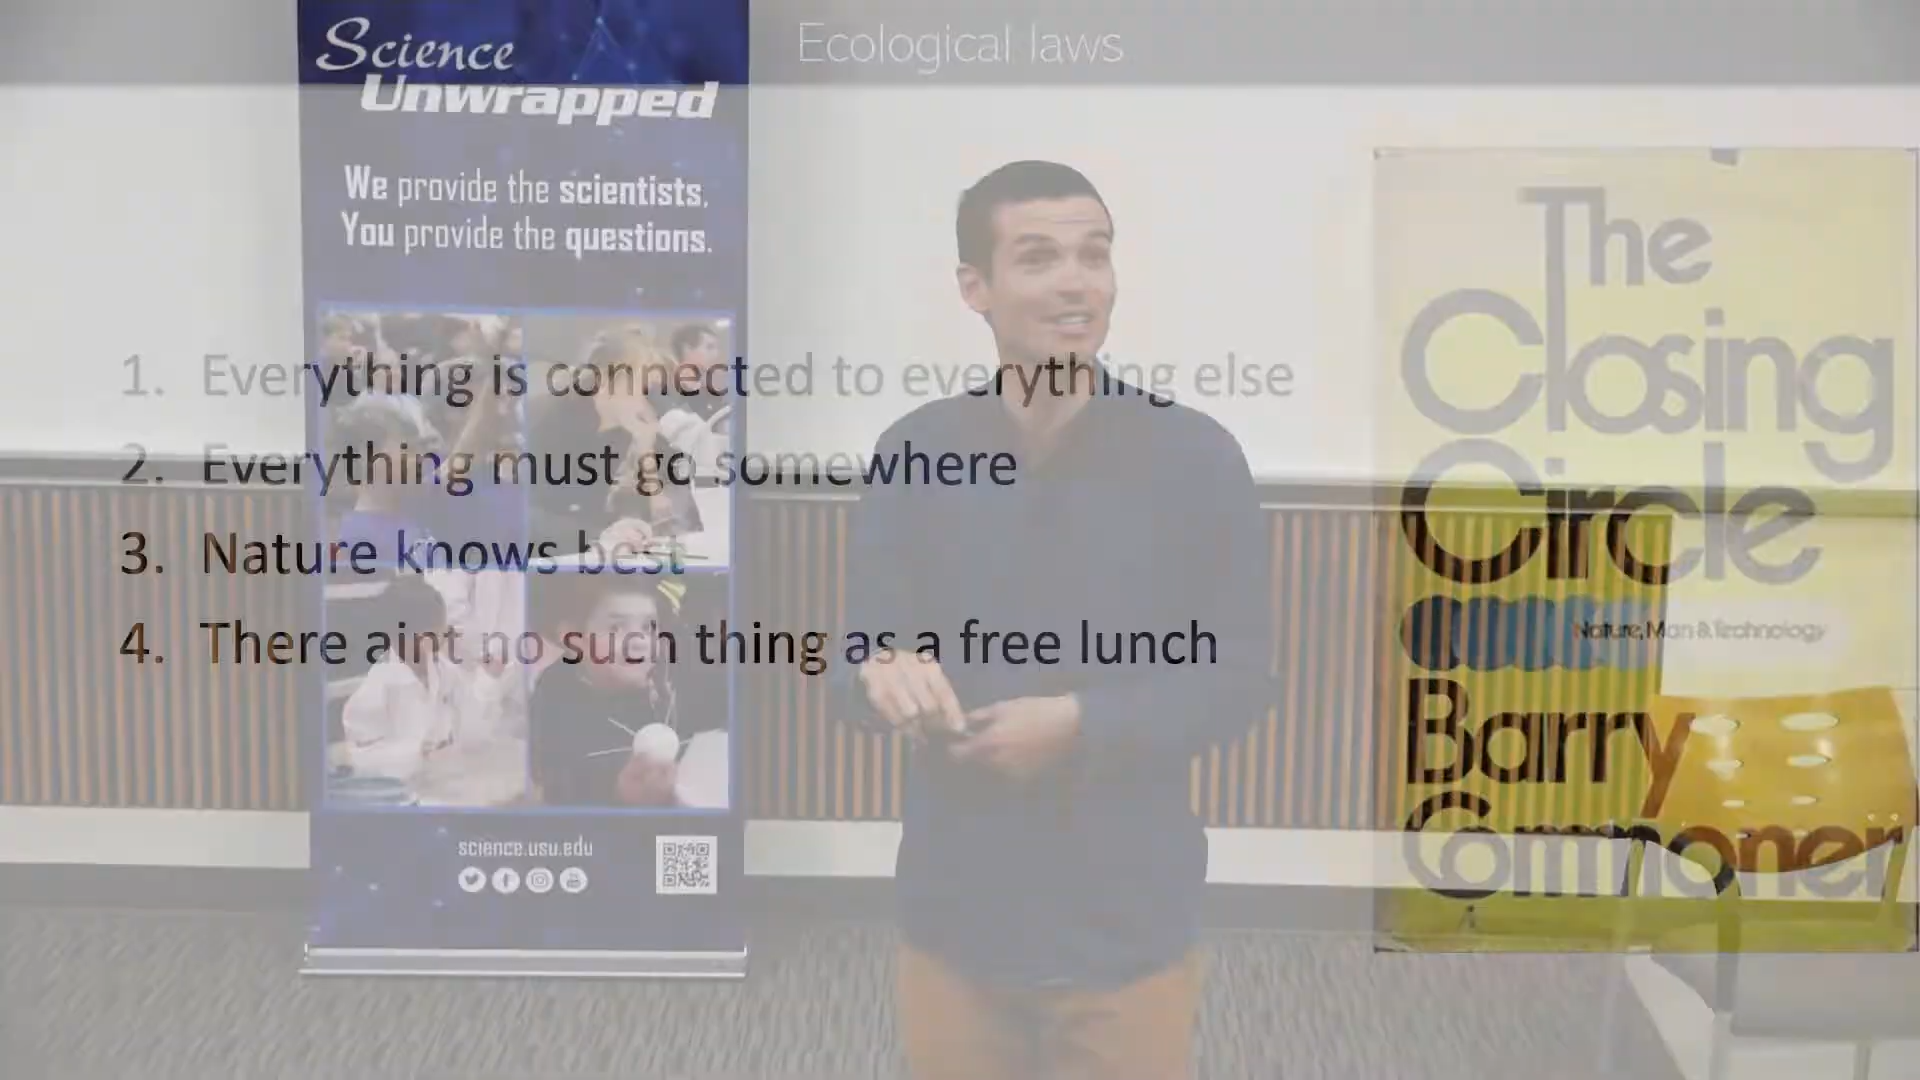 Science
Unwrapped
We provide the scientists.
You provide the questions.
science.usu.edu
Ecological laws
1. Everything is connected to everything else
2. Everything must go somewhere
3. Nature knows best
4. There aint no such thing as a free lunch
The
Closing
Circle
Nature, Man & Technology
Barry
Commoner